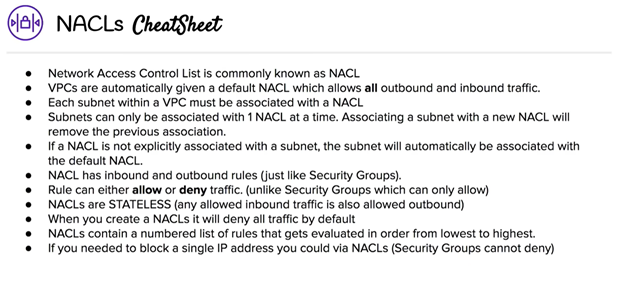 NACLs CheatSheet
● Network Access Control List is commonly known as NACL
● VPCs are automatically given a default NACL which allows all outbound and inbound traffic.
● Each subnet within a VPC must be associated with a NACL
● Subnets can only be associated with 1 NACL at a time. Associating a subnet with a new NACL will
remove the previous association.
● If a NACL is not explicitly associated with a subnet, the subnet will automatically be associated with
the default NACL.
● NACL has inbound and outbound rules (just like Security Groups).
● Rule can either allow or deny traffic. (unlike Security Groups which can only allow)
● NACLs are STATELESS (any allowed inbound traffic is also allowed outbound)
● When you create a NACLs it will deny all traffic by default
● NACLs contain a numbered list of rules that gets evaluated in order from lowest to highest.
● If you needed to block a single IP address you could via NACLs (Security Groups cannot deny)